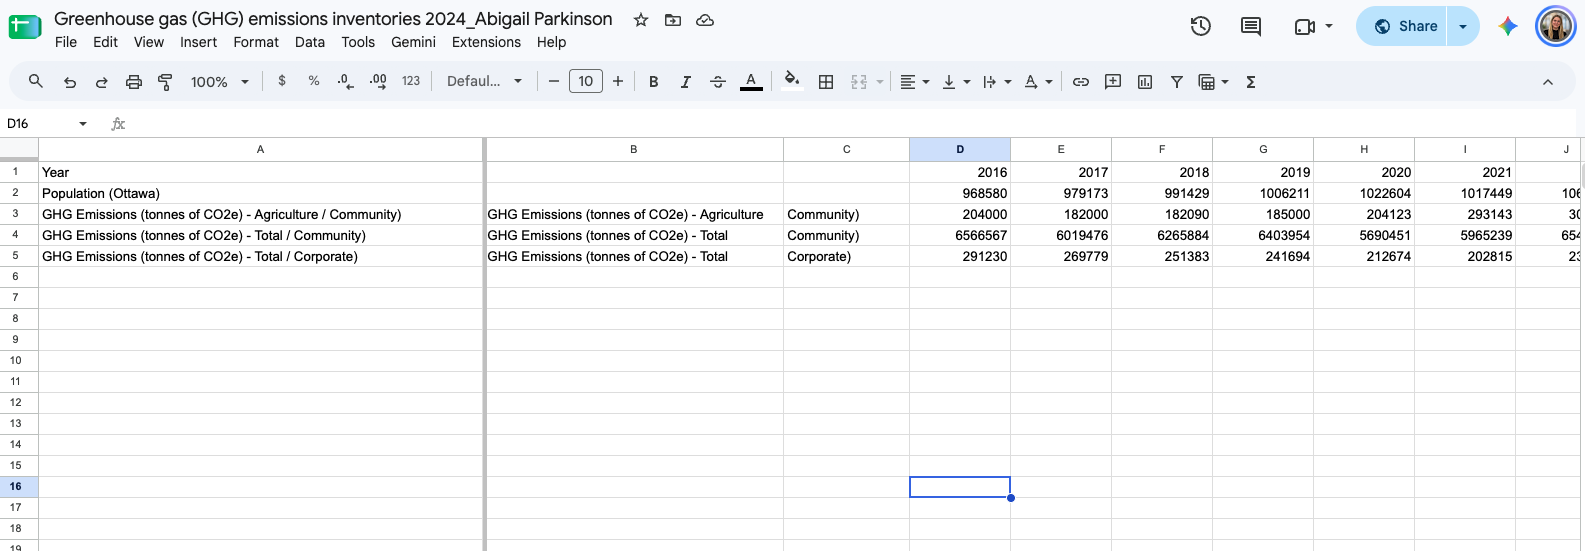 Greenhouse gas (GHG) emissions inventories 2024_Abigail Parkinson
File Edit View Insert Format Data Tools Gemini Extensions Help
Share
100% $ % .0 .00 123 Defaul... − 10 + B I S A Σ
D16 fx
A B C D E F G H I J
1 Year 2016 2017 2018 2019 2020 2021
2 Population (Ottawa) 968580 979173 991429 1006211 1022604 1017449
3 GHG Emissions (tonnes of CO2e) - Agriculture / Community) GHG Emissions (tonnes of CO2e) - Agriculture Community) 204000 182000 182090 185000 204123 293143
4 GHG Emissions (tonnes of CO2e) - Total / Community) GHG Emissions (tonnes of CO2e) - Total Community) 6566567 6019476 6265884 6403954 5690451 5965239
5 GHG Emissions (tonnes of CO2e) - Total / Corporate) GHG Emissions (tonnes of CO2e) - Total Corporate) 291230 269779 251383 241694 212674 202815
6
7
8
9
10
11
12
13
14
15
16
17
18
19